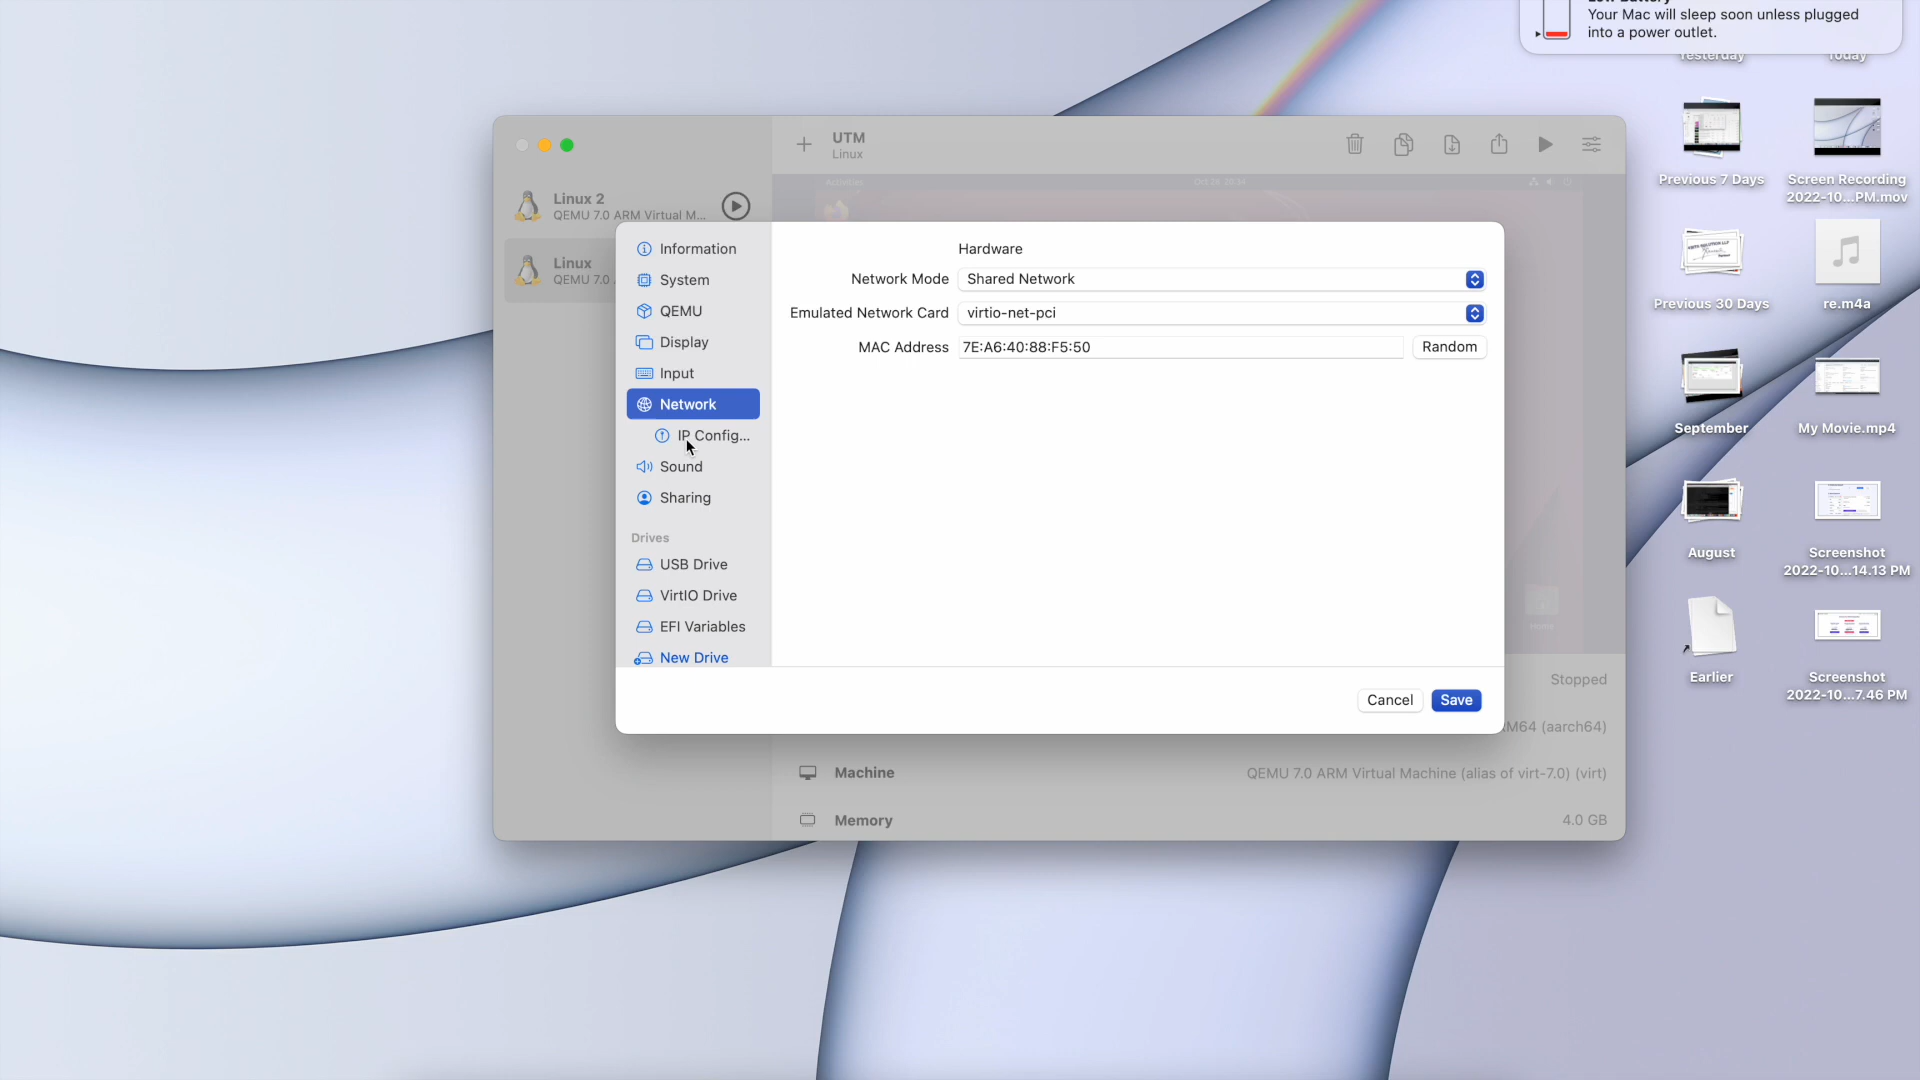 Your Mac will sleep soon unless plugged
into a power outlet.
Yesterday
Today
UTM
Linux
Activities
Linux 2
QEMU 7.0 ARM Virtual M...
Linux
QEMU 7.0
Information
System
QEMU
Display
Input
Network
IP Config...
Sound
Sharing
Drives
USB Drive
VirtIO Drive
EFI Variables
New Drive
Hardware
Network Mode
Shared Network
Emulated Network Card
virtio-net-pci
MAC Address
7E:A6:40:88:F5:50
Random
Home
Cancel
Save
Stopped
M64 (aarch64)
Machine
QEMU 7.0 ARM Virtual Machine (alias of virt-7.0) (virt)
Memory
4.0 GB
Previous 7 Days
Screen Recording
2022-10...PM.mov
Previous 30 Days
re.m4a
September
My Movie.mp4
August
Screenshot
2022-10...14.13 PM
Earlier
Screenshot
2022-10...7.46 PM